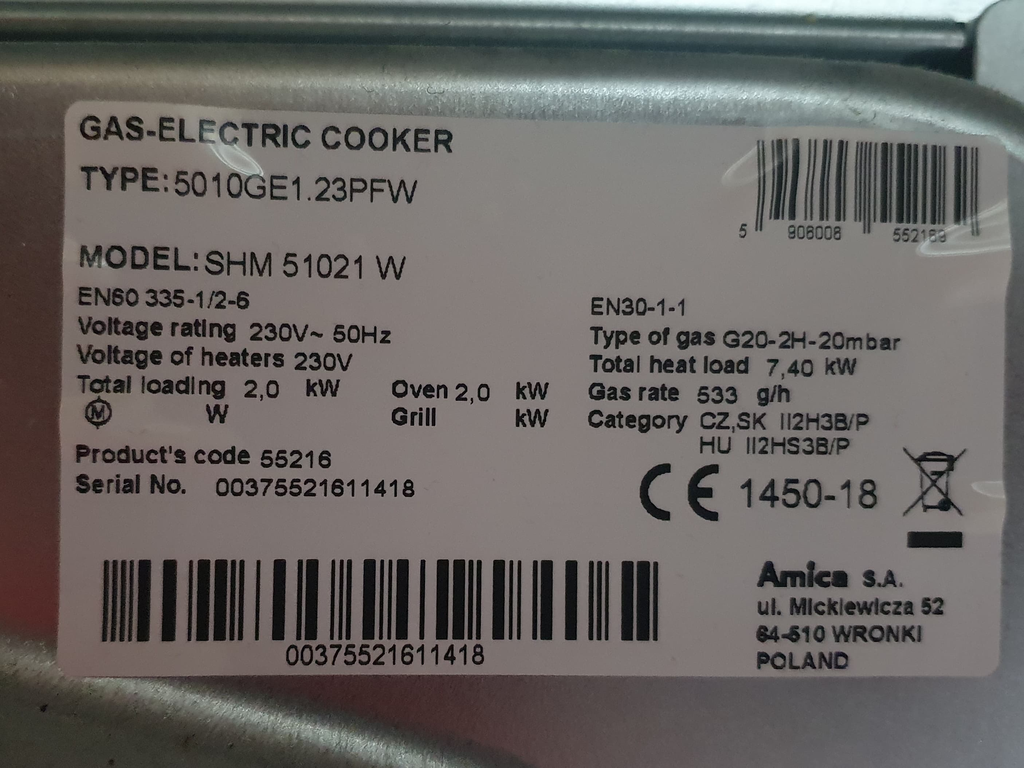 GAS-ELECTRIC COOKER
TYPE: 5010GE1.23PFW
5 908008 552169
MODEL: SHM 51021 W
EN60 335-1/2-6
Voltage rating 230V~ 50Hz
Voltage of heaters 230V
Total loading 2,0 kW Oven 2,0 kW
M W Grill kW
EN30-1-1
Type of gas G20-2H-20mbar
Total heat load 7,40 kW
Gas rate 533 g/h
Category CZ,SK II2H3B/P
HU II2HS3B/P
Product's code 55216
Serial No. 00375521611418
CE 1450-18
00375521611418
Amica S.A.
ul. Mickiewicza 52
64-510 WRONKI
POLAND